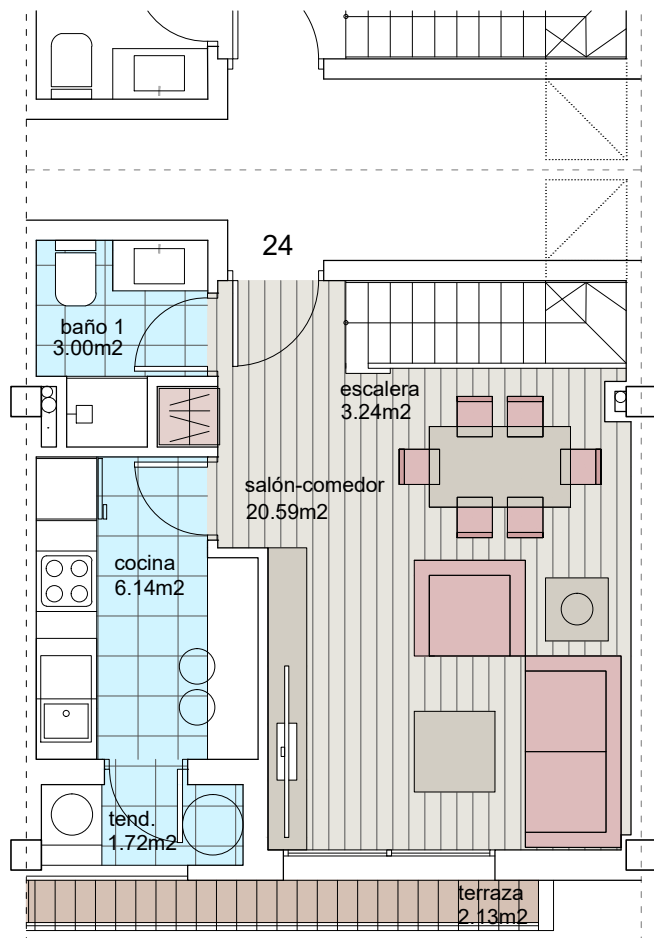 24
baño 1
3.00m2
escalera
3.24m2
salón-comedor
20.59m2
cocina
6.14m2
tend.
1.72m2
terraza
2.13m2